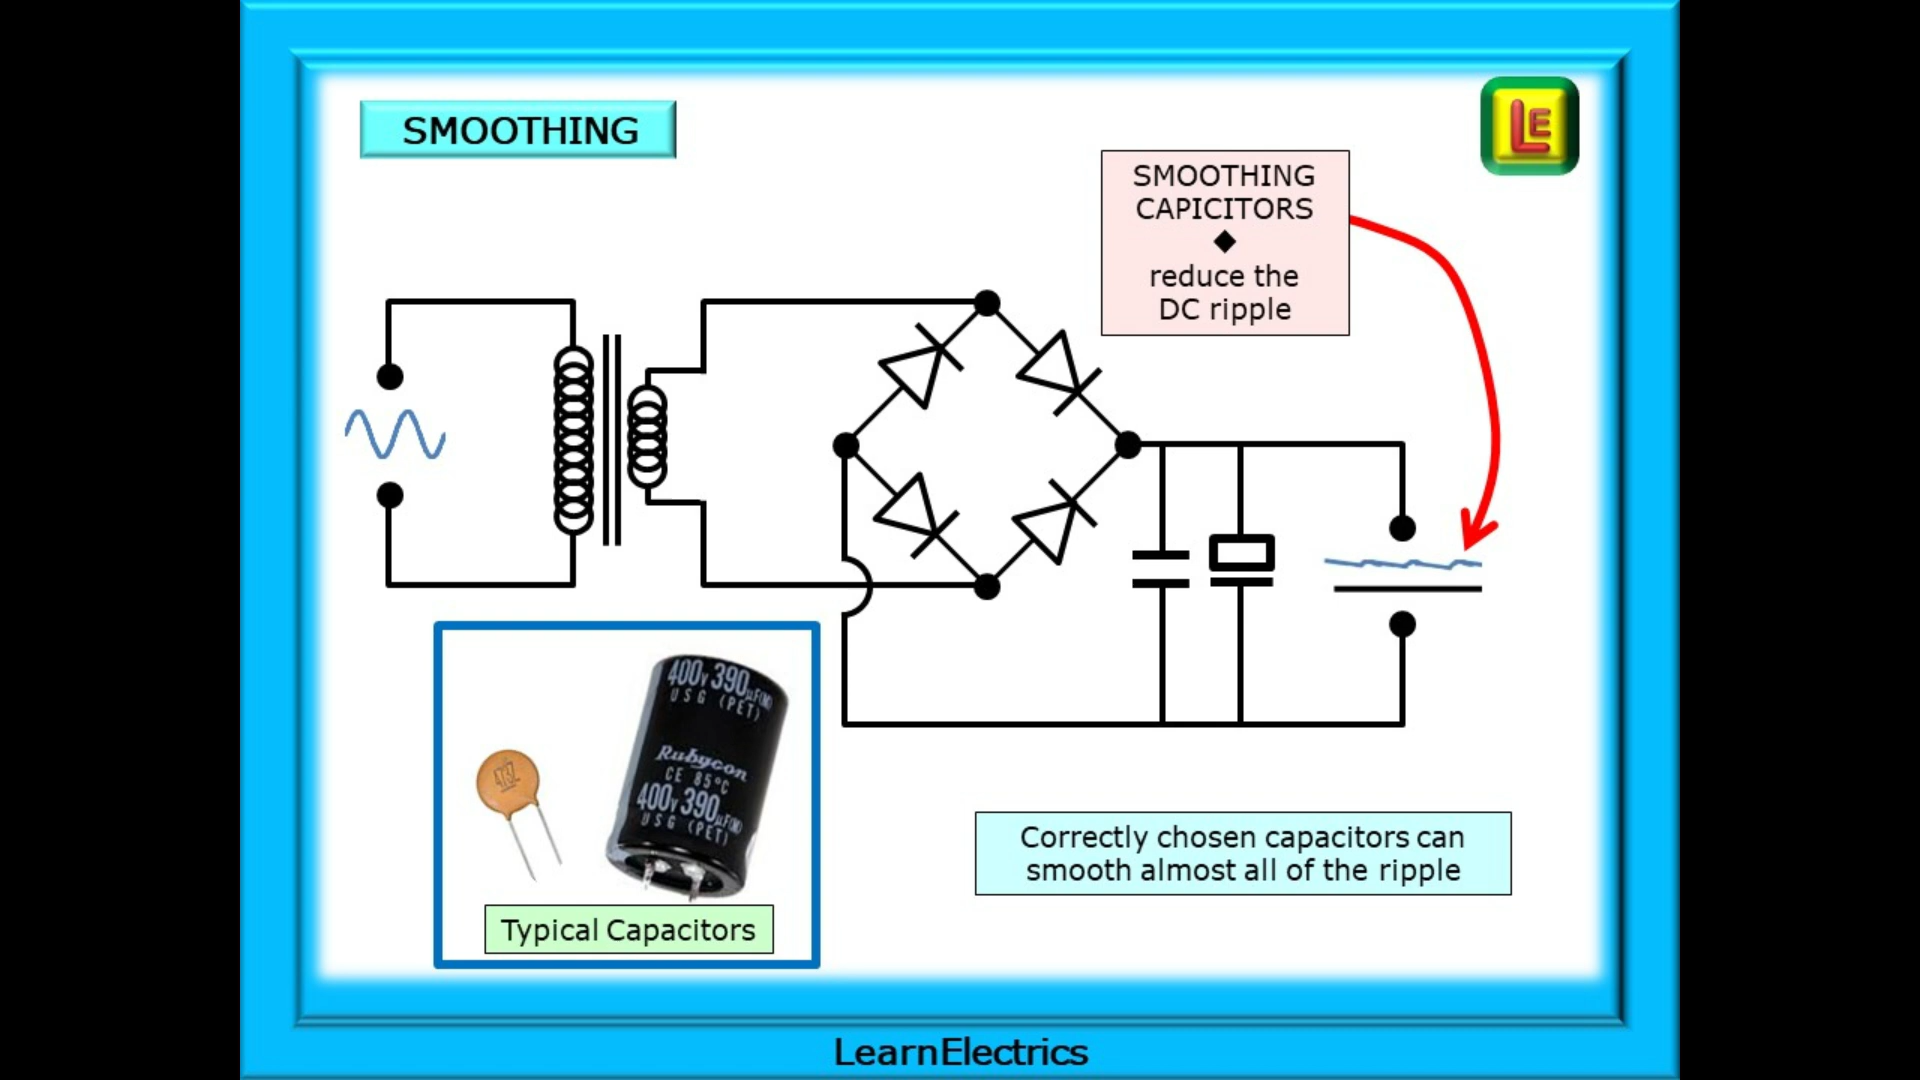 SMOOTHING
LE
SMOOTHING
CAPICITORS
◆
reduce the
DC ripple
400V 390µF(M)
USG (PET)
Rubycon
CE 85°C
400V 390µF(M)
USG (PET)
Typical Capacitors
Correctly chosen capacitors can
smooth almost all of the ripple
LearnElectrics